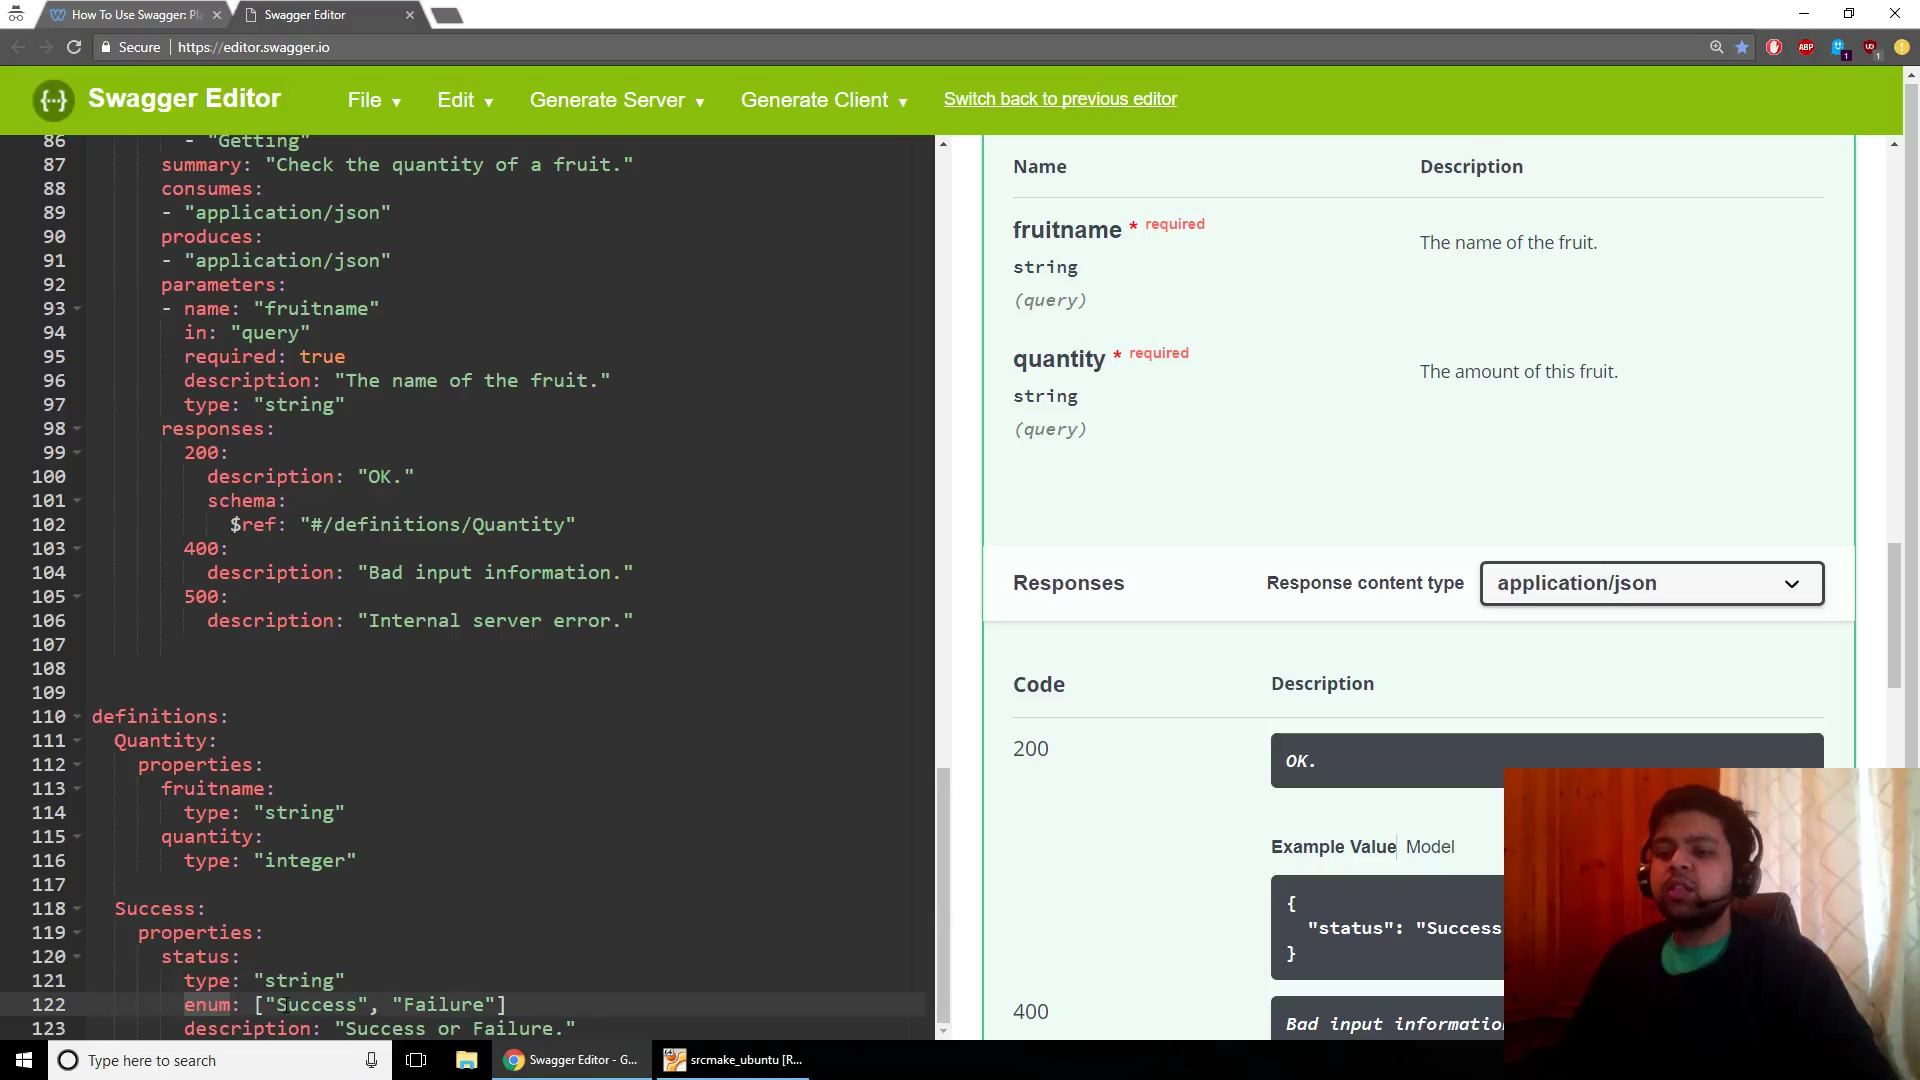 How To Use Swagger: Pl
Swagger Editor
Secure
https://editor.swagger.io
ABP
1
1
Swagger Editor
File
Edit
Generate Server
Generate Client
Switch back to previous editor
86 - "Getting"
87 summary: "Check the quantity of a fruit."
88 consumes:
89 - "application/json"
90 produces:
91 - "application/json"
92 parameters:
93 - name: "fruitname"
94 in: "query"
95 required: true
96 description: "The name of the fruit."
97 type: "string"
98 responses:
99 200:
100 description: "OK."
101 schema:
102 $ref: "#/definitions/Quantity"
103 400:
104 description: "Bad input information."
105 500:
106 description: "Internal server error."
107
108
109
110 definitions:
111 Quantity:
112 properties:
113 fruitname:
114 type: "string"
115 quantity:
116 type: "integer"
117
118 Success:
119 properties:
120 status:
121 type: "string"
122 enum: ["Success", "Failure"]
123 description: "Success or Failure."
Name Description
fruitname * required
The name of the fruit.
string
(query)
quantity * required
The amount of this fruit.
string
(query)
Responses Response content type application/json
Code Description
200
OK.
Example Value Model
{
"status": "Success
}
400
Bad input informatio
Type here to search
Swagger Editor - G...
srcmake_ubuntu [R...